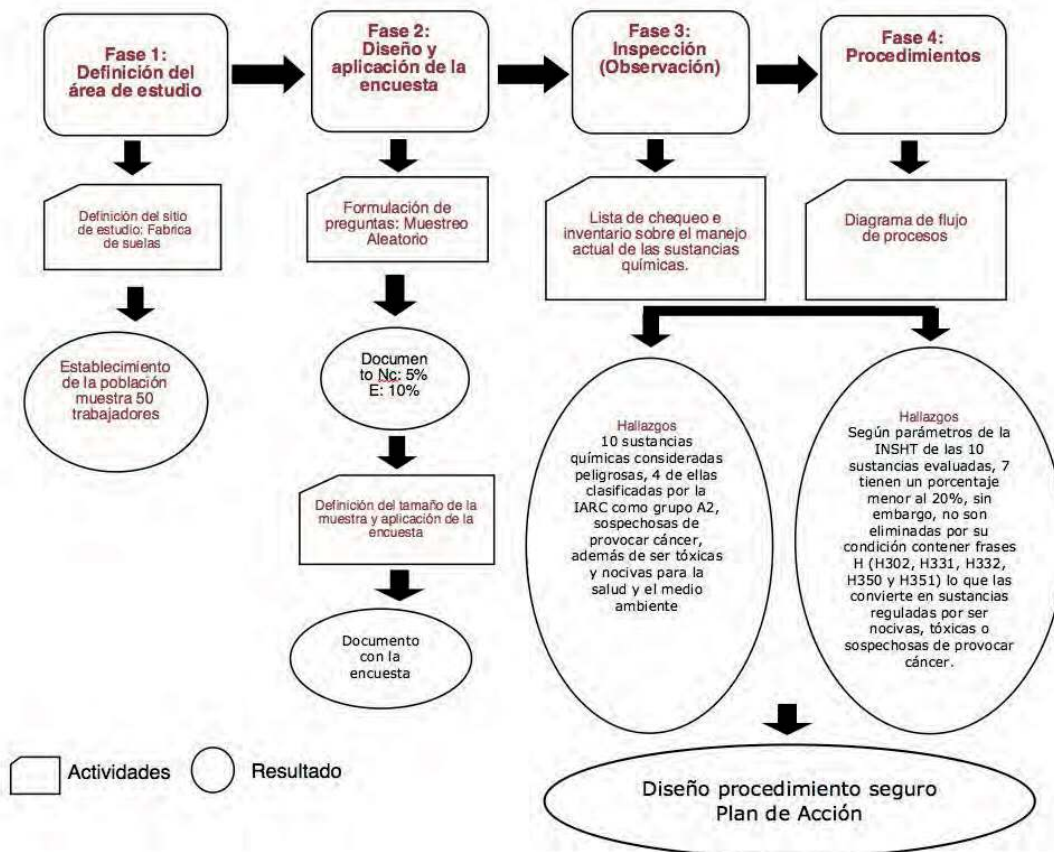 Fase 1:
Definición del
área de estudio
Fase 2:
Diseño y
aplicación de la
encuesta
Fase 3:
Inspección
(Observación)
Fase 4:
Procedimientos
Definición del sitio
de estudio: Fabrica
de suelas
Formulación de
preguntas: Muestreo
Aleatorio
Lista de chequeo e
inventario sobre el manejo
actual de las sustancias
químicas.
Diagrama de flujo
de procesos
Establecimiento
de la población
muestra 50
trabajadores
Documen
to Nc: 5%
E: 10%
Definición del tamaño de la
muestra y aplicación de la
encuesta
Documento
con la
encuesta
Hallazgos
10 sustancias
químicas consideradas
peligrosas, 4 de ellas
clasificadas por la
IARC como grupo A2,
sospechosas de
provocar cáncer,
además de ser tóxicas
y nocivas para la
salud y el medio
ambiente
Hallazgos
Según parámetros de la
INSHT de las 10
sustancias evaluadas, 7
tienen un porcentaje
menor al 20%, sin
embargo, no son
eliminadas por su
condición contener frases
H (H302, H331, H332,
H350 y H351) lo que las
convierte en sustancias
reguladas por ser
nocivas, tóxicas o
sospechosas de provocar
cáncer.
Actividades
Resultado
Diseño procedimiento seguro
Plan de Acción